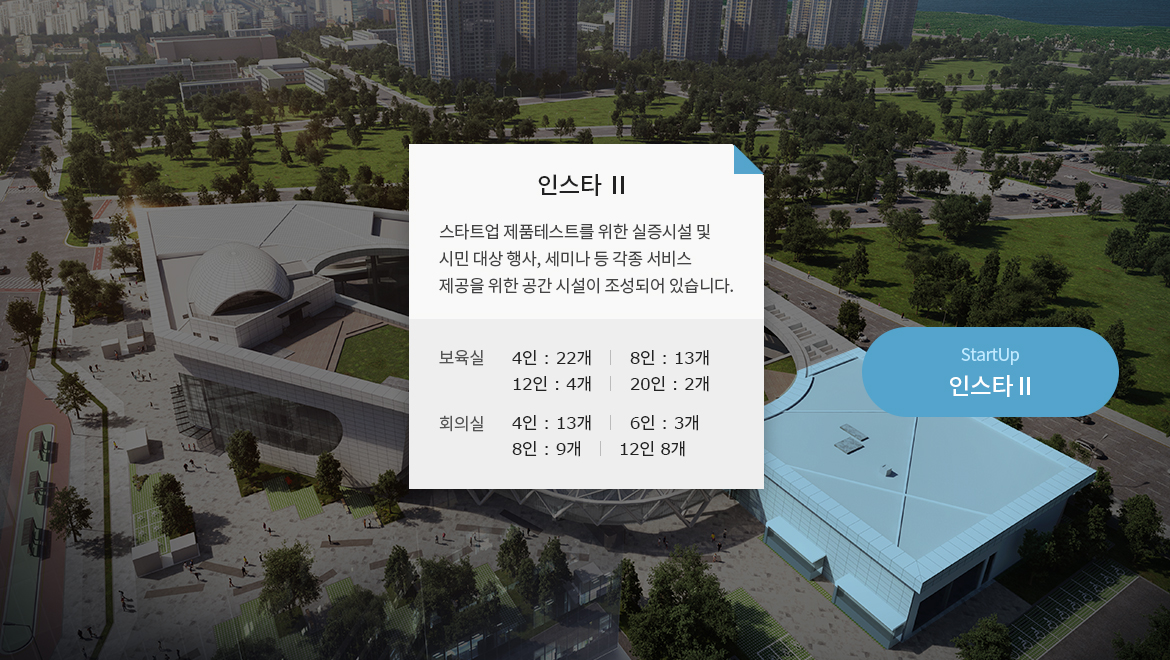 인스타 II
스타트업 제품테스트를 위한 실증시설 및
시민 대상 행사, 세미나 등 각종 서비스
제공을 위한 공간 시설이 조성되어 있습니다.
보육실 4인 : 22개 | 8인 : 13개
12인 : 4개 | 20인 : 2개
회의실 4인 : 13개 | 6인 : 3개
8인 : 9개 | 12인 8개
StartUp
인스타 II